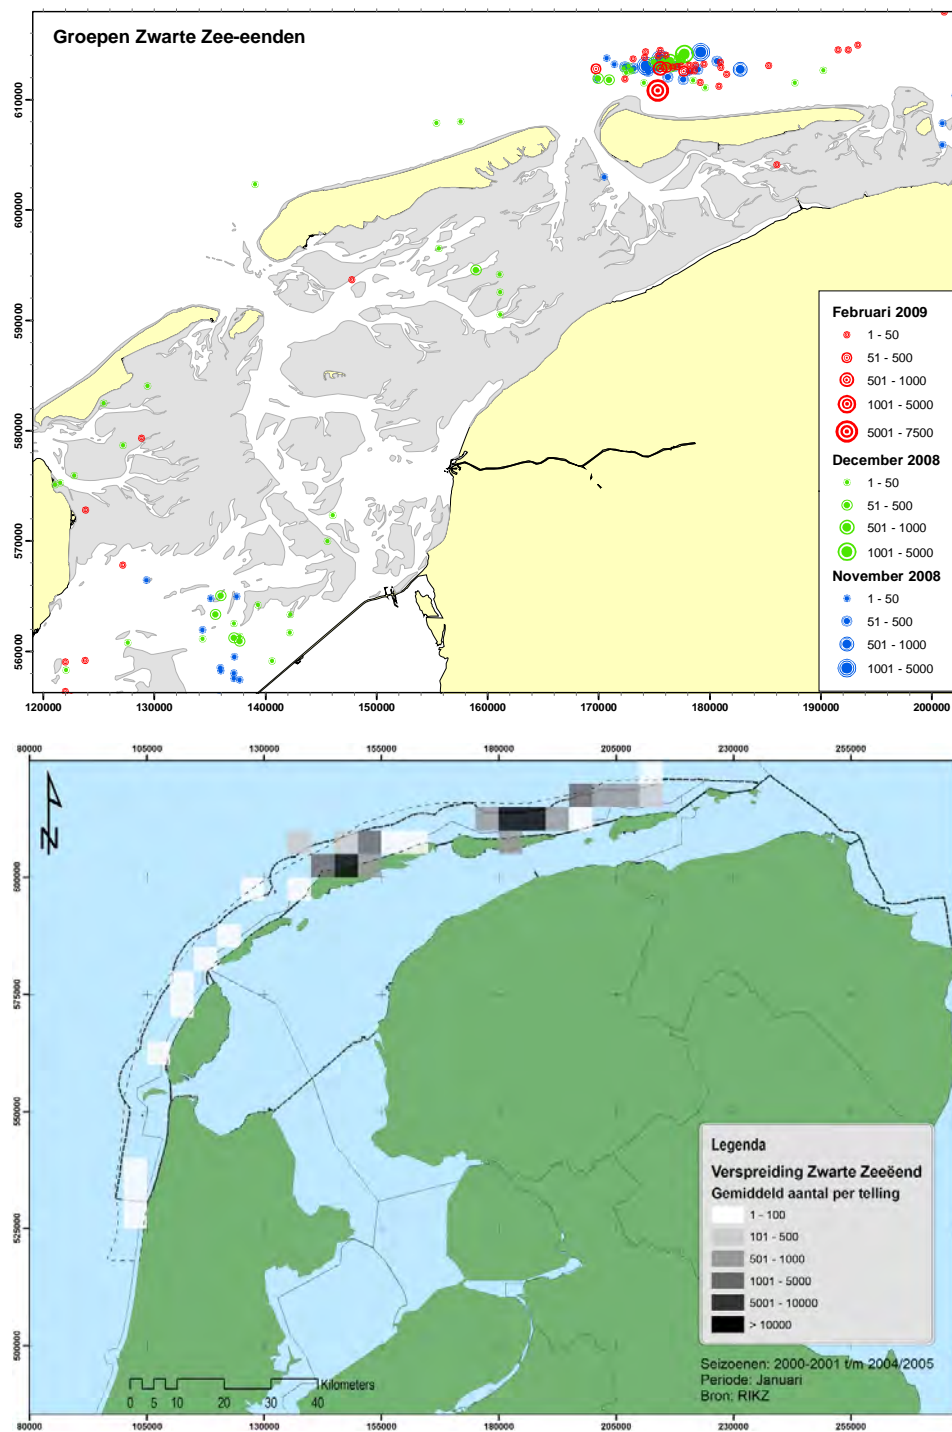 Groepen Zwarte Zee-eenden
610000
600000
590000
580000
570000
560000
Februari 2009
1 - 50
51 - 500
501 - 1000
1001 - 5000
5001 - 7500
December 2008
1 - 50
51 - 500
501 - 1000
1001 - 5000
November 2008
1 - 50
51 - 500
501 - 1000
1001 - 5000
120000 130000 140000 150000 160000 170000 180000 190000 200000
80000 105000 130000 155000 180000 205000 230000 255000
N
600000
575000
550000
525000
500000
Legenda
Verspreiding Zwarte Zeeëend
Gemiddeld aantal per telling
1 - 100
101 - 500
501 - 1000
1001 - 5000
5001 - 10000
> 10000
Seizoenen: 2000-2001 t/m 2004/2005
Periode: Januari
Bron: RIKZ
Kilometers
0 5 10 20 30 40
80000 105000 130000 155000 180000 205000 230000 255000